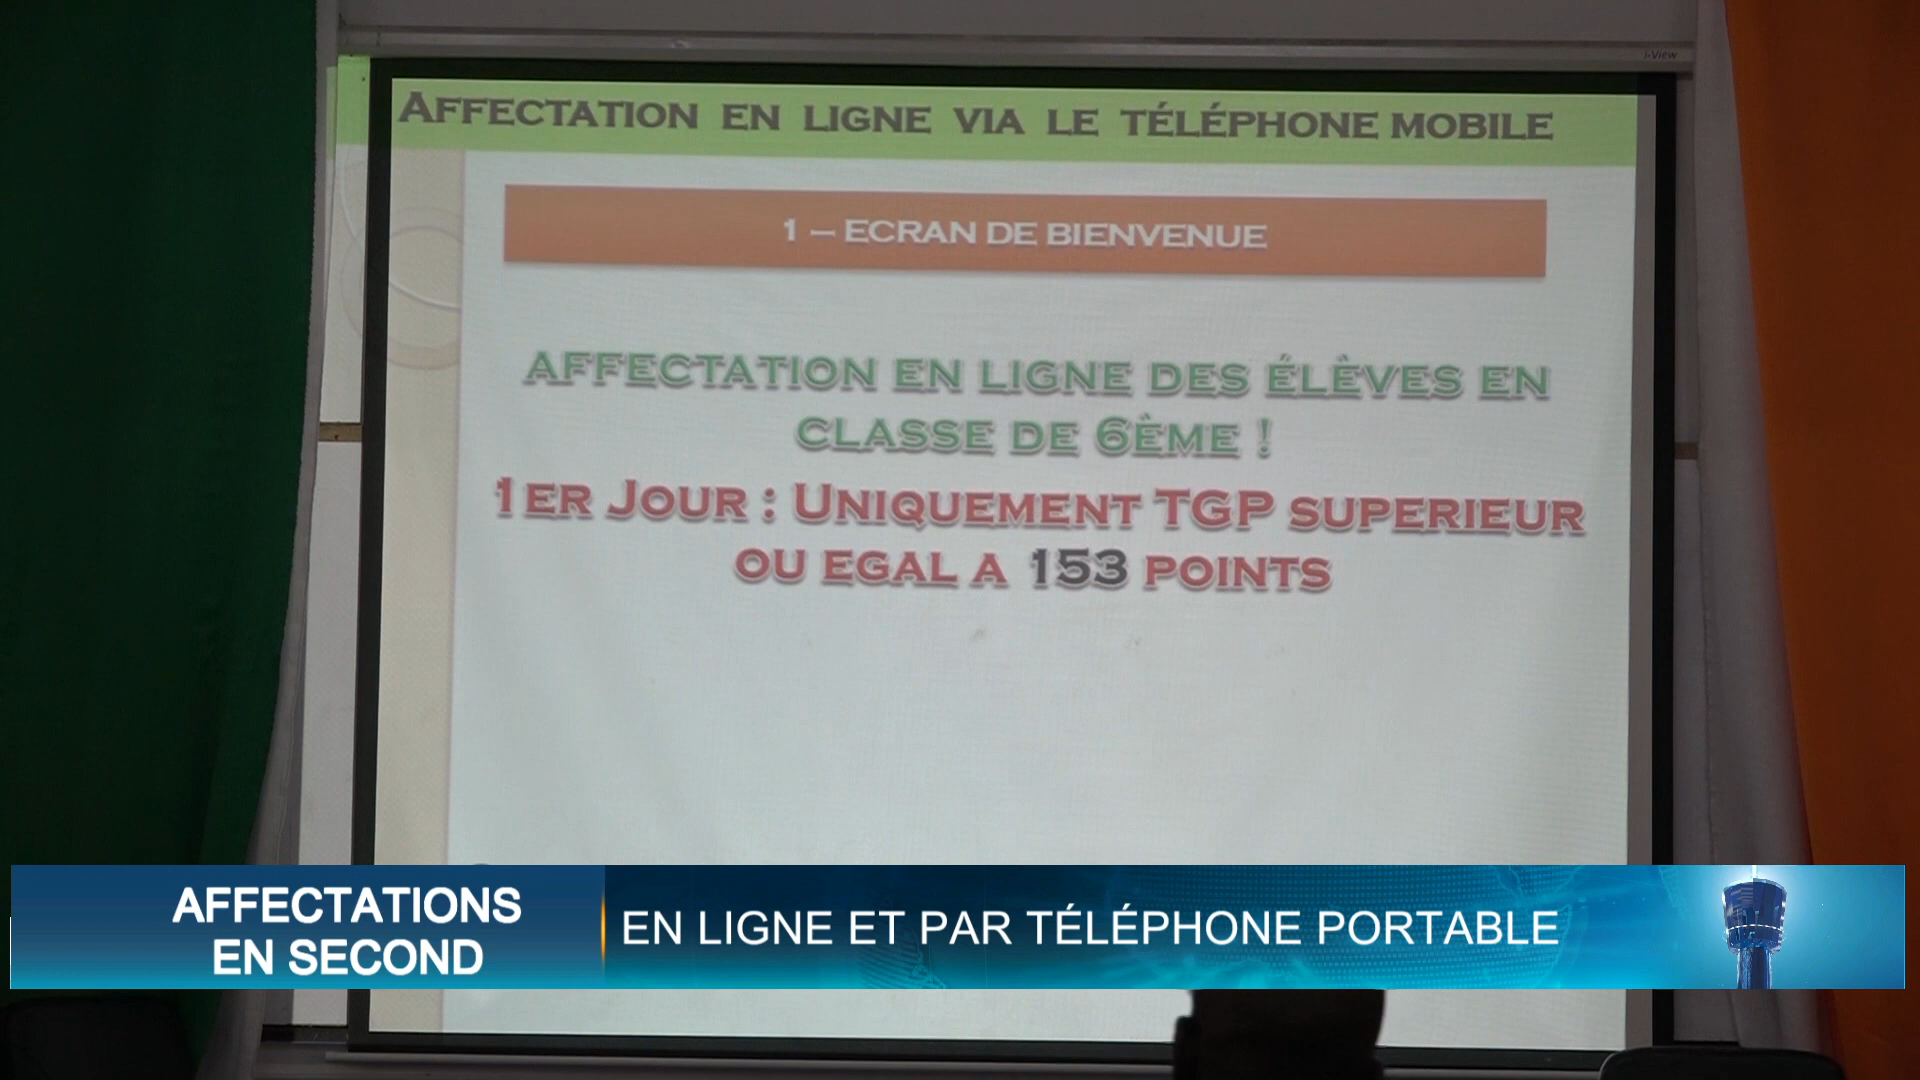 i-View
AFFECTATION EN LIGNE VIA LE TÉLÉPHONE MOBILE
1 – ECRAN DE BIENVENUE
AFFECTATION EN LIGNE DES ÉLÈVES EN
CLASSE DE 6ÈME !
1ER JOUR : UNIQUEMENT TGP SUPERIEUR
OU EGAL A 153 POINTS
AFFECTATIONS
EN SECOND
EN LIGNE ET PAR TÉLÉPHONE PORTABLE